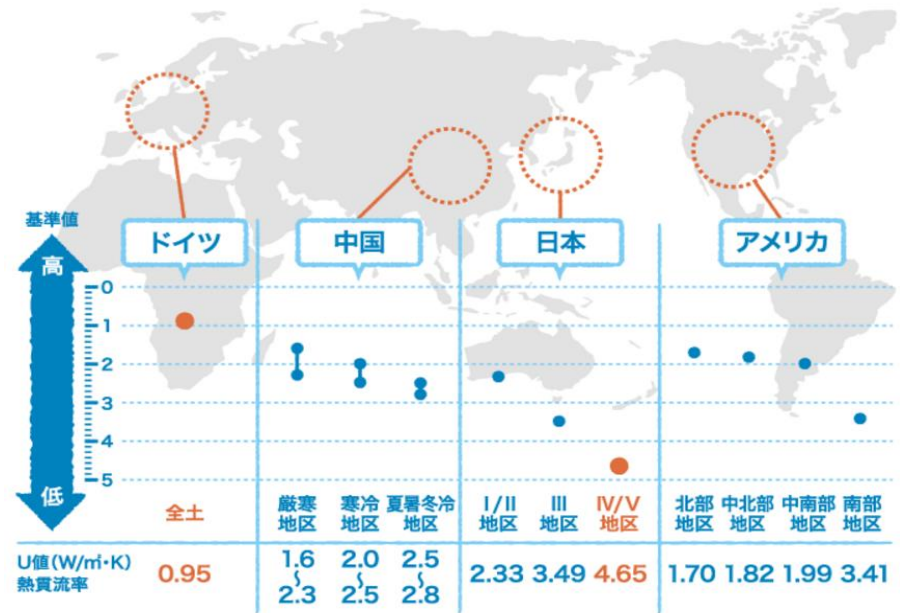 基準値
高
低
ドイツ
中国
日本
アメリカ
0
1
2
3
4
5
全土
厳寒
地区
寒冷
地区
夏暑冬冷
地区
I/II
地区
III
地区
IV/V
地区
北部
地区
中北部
地区
中南部
地区
南部
地区
U値(W/㎡・K)
熱貫流率
0.95
1.6
〜
2.3
2.0
〜
2.5
2.5
〜
2.8
2.33
3.49
4.65
1.70
1.82
1.99
3.41